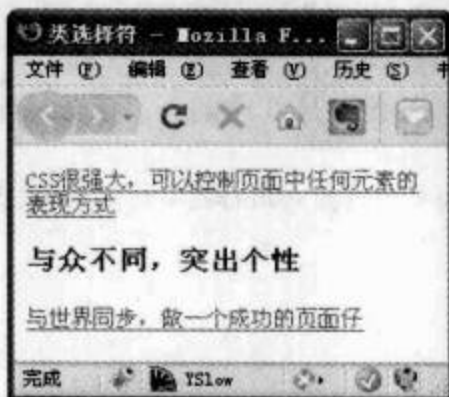 类选择符 - Mozilla F...
文件 (F) 编辑 (E) 查看 (V) 历史 (S) 书
CSS很强大，可以控制页面中任何元素的
表现方式
与众不同，突出个性
与世界同步，做一个成功的页面仔
完成 YSlow